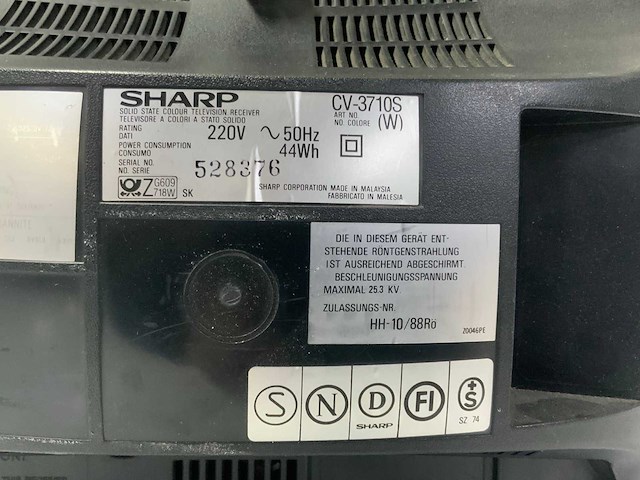 SHARP
CV-3710S
SOLID STATE COLOUR TELEVISION RECEIVER
TELEVISORE A COLORI A STATO SOLIDO
ART NO
NO. COLORE
(W)
RATING
DATI
220V ~ 50Hz
POWER CONSUMPTION
CONSUMO
44Wh
SERIAL NO.
NO. SERIE
528376
Z
G609
718W
SK
SHARP CORPORATION MADE IN MALAYSIA
FABBRICATO IN MALESIA
DIE IN DIESEM GERÄT ENT-
STEHENDE RÖNTGENSTRAHLUNG
IST AUSREICHEND ABGESCHIRMT.
BESCHLEUNIGUNGSSPANNUNG
MAXIMAL 25.3 KV
ZULASSUNGS-NR.
HH-10/88Rö
Z0046PE
S N D FI S
SHARP
SZ 74